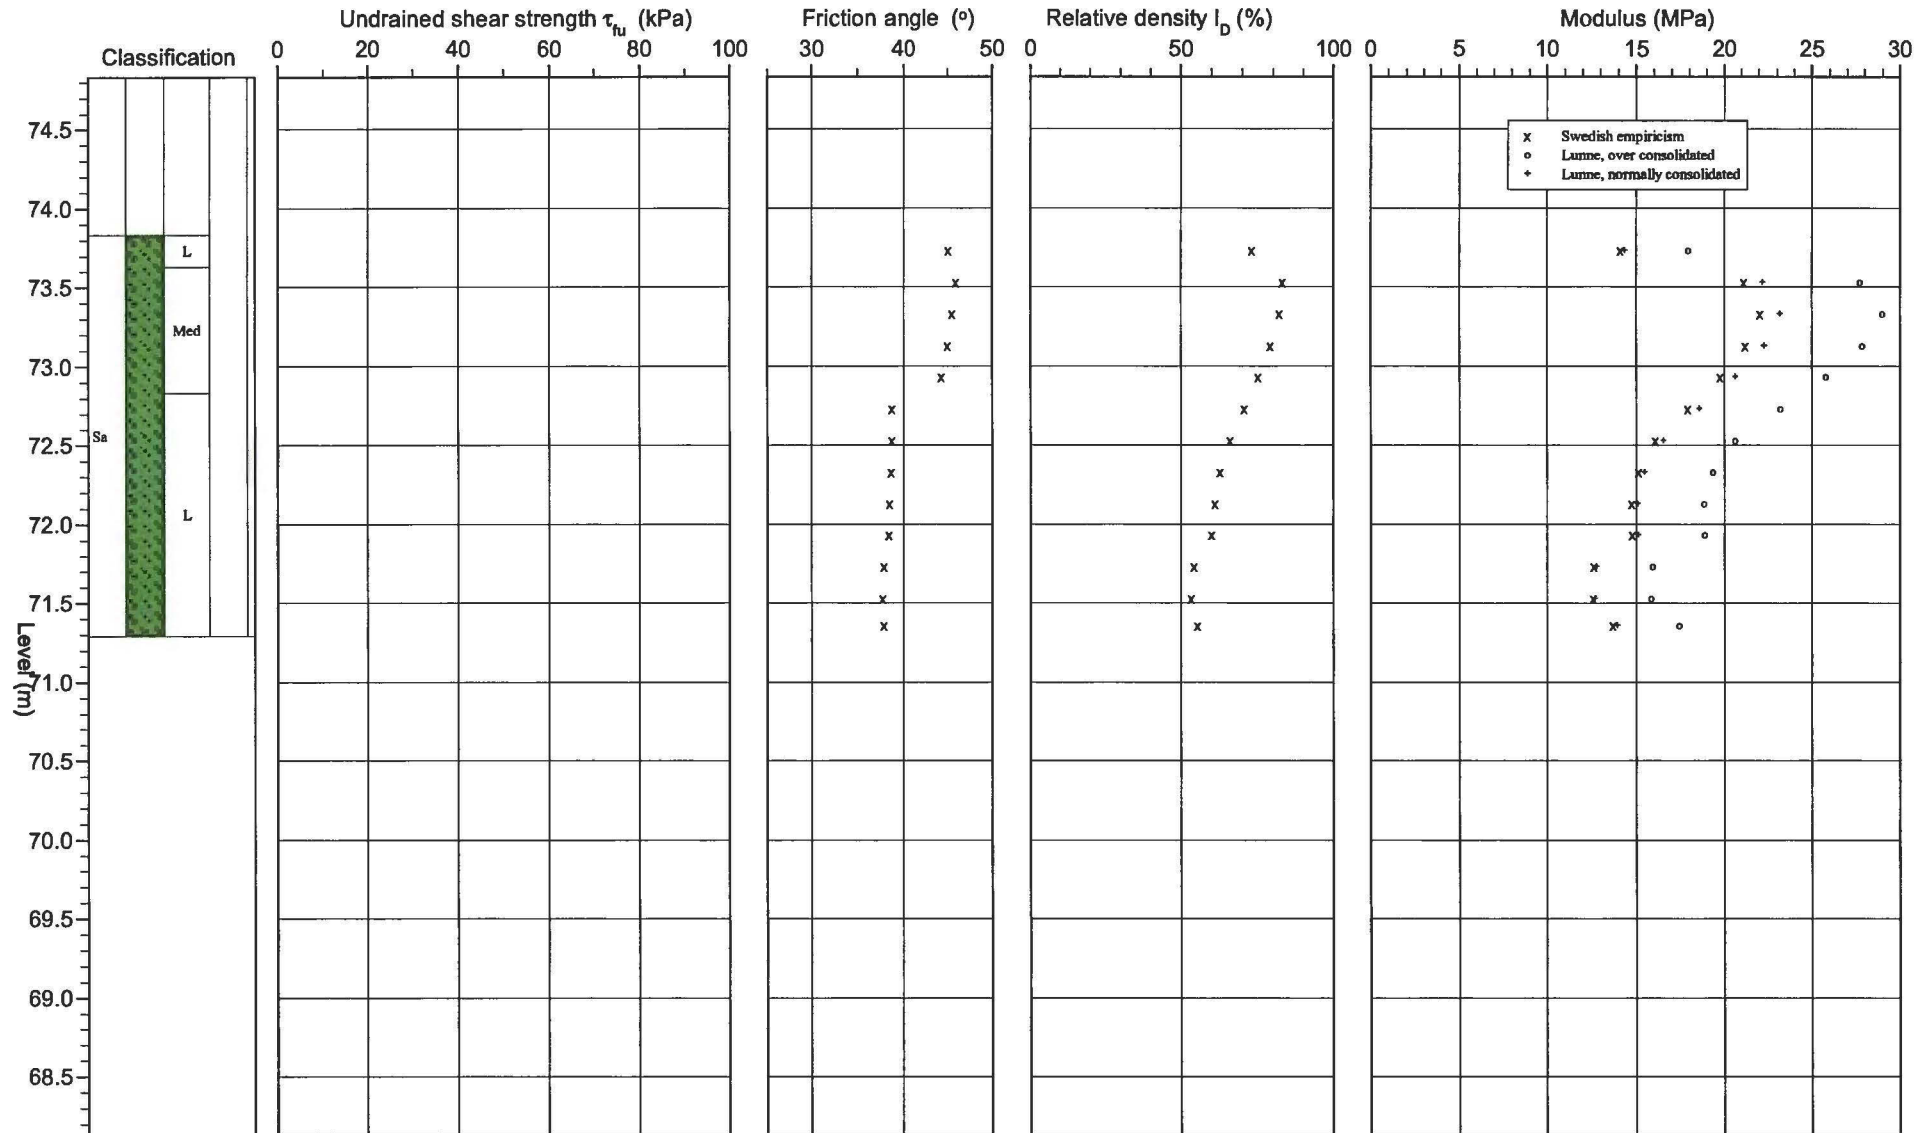 Undrained shear strength τfu (kPa)
Friction angle (º)
Relative density ID (%)
Modulus (MPa)
Classification
0 20 40 60 80 100
30 40 50
0 50 100
0 5 10 15 20 25 30
x Swedish empiricism
o Lunne, over consolidated
+ Lunne, normally consolidated
74.5
74.0
73.5
73.0
72.5
72.0
71.5
71.0
70.5
70.0
69.5
69.0
68.5
Level (m)
L
Med
Sa
L